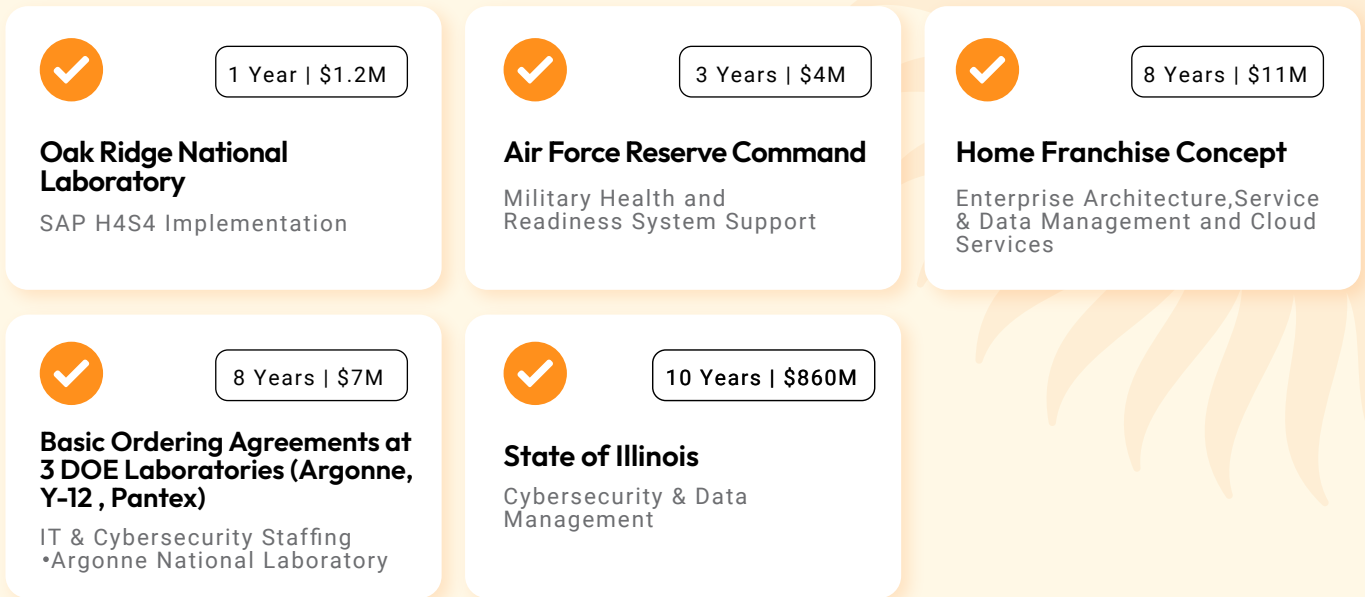 1 Year | $1.2M
Oak Ridge National
Laboratory
SAP H4S4 Implementation
3 Years | $4M
Air Force Reserve Command
Military Health and
Readiness System Support
8 Years | $11M
Home Franchise Concept
Enterprise Architecture,Service
& Data Management and Cloud
Services
8 Years | $7M
Basic Ordering Agreements at
3 DOE Laboratories (Argonne,
Y-12 , Pantex)
IT & Cybersecurity Staffing
•Argonne National Laboratory
10 Years | $860M
State of Illinois
Cybersecurity & Data
Management